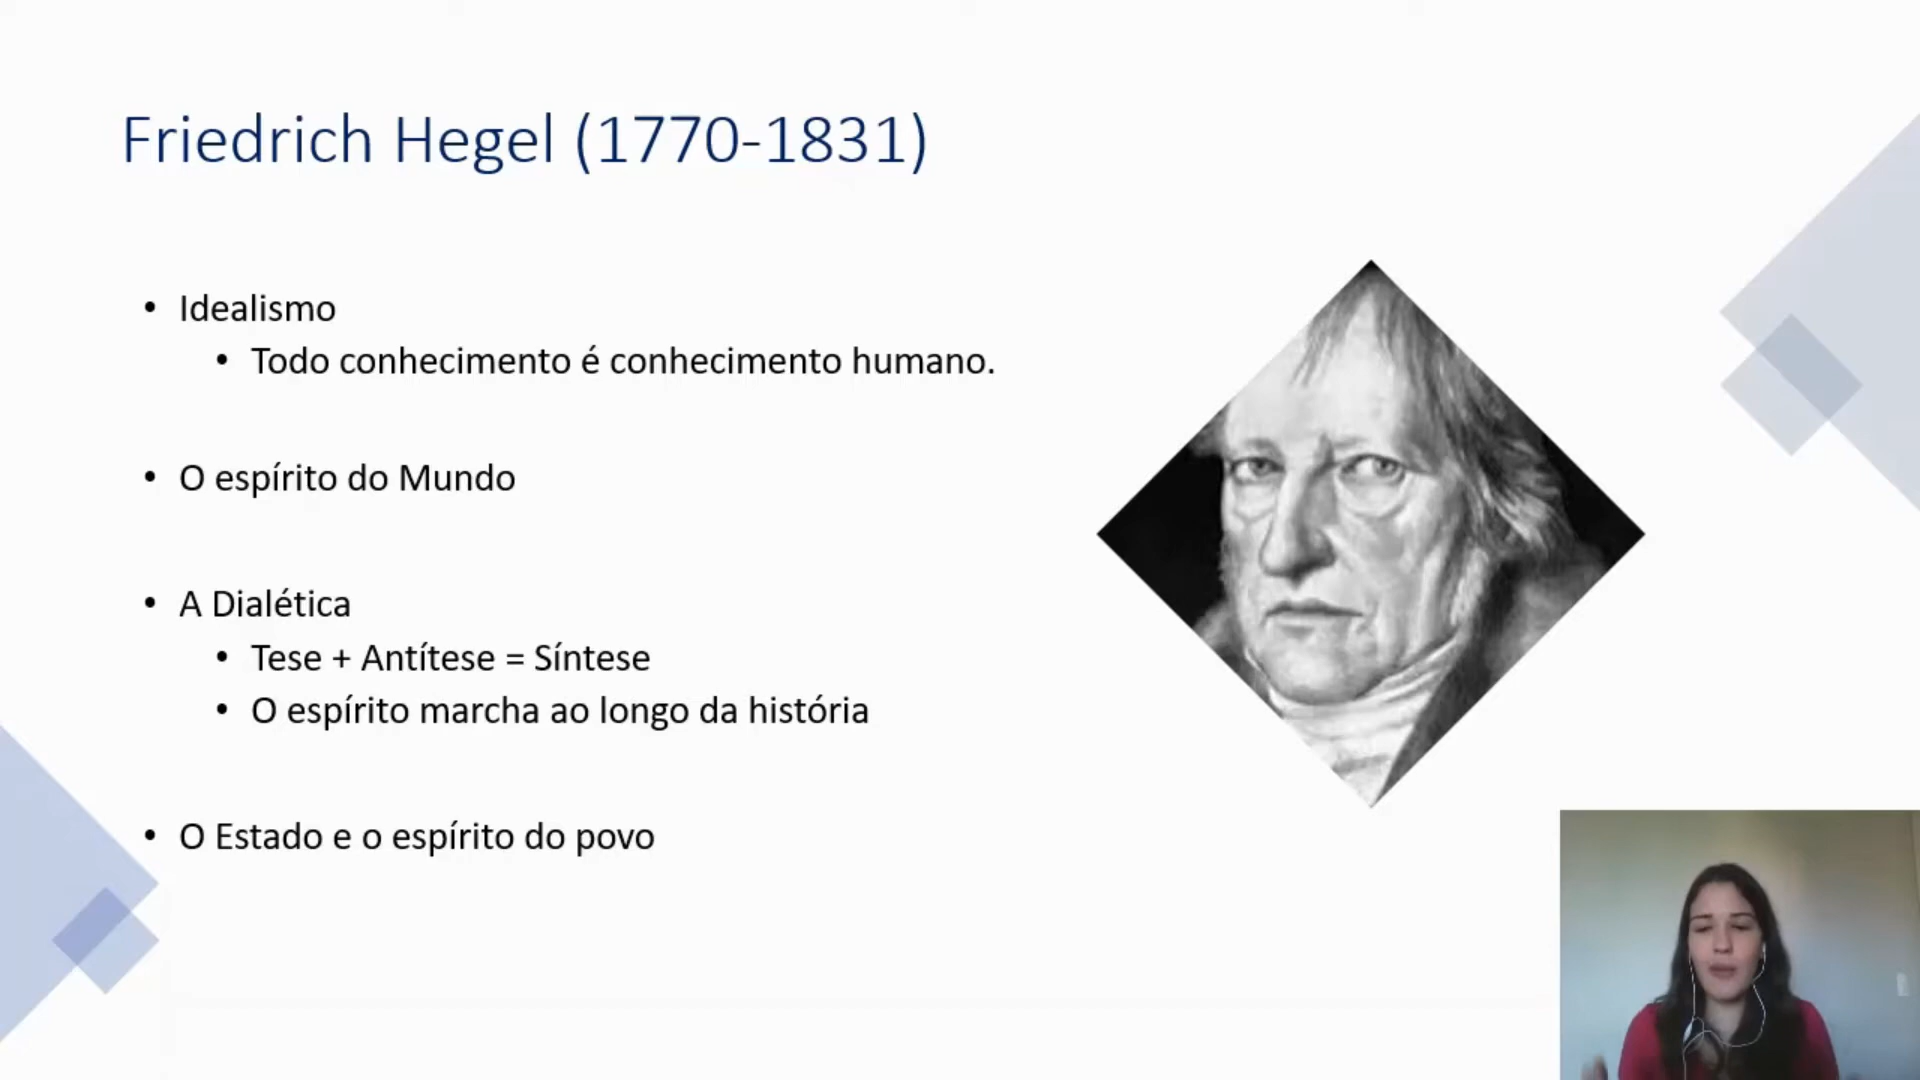 Friedrich Hegel (1770-1831)
• Idealismo
• Todo conhecimento é conhecimento humano.
• O espírito do Mundo
• A Dialética
• Tese + Antítese = Síntese
• O espírito marcha ao longo da história
• O Estado e o espírito do povo